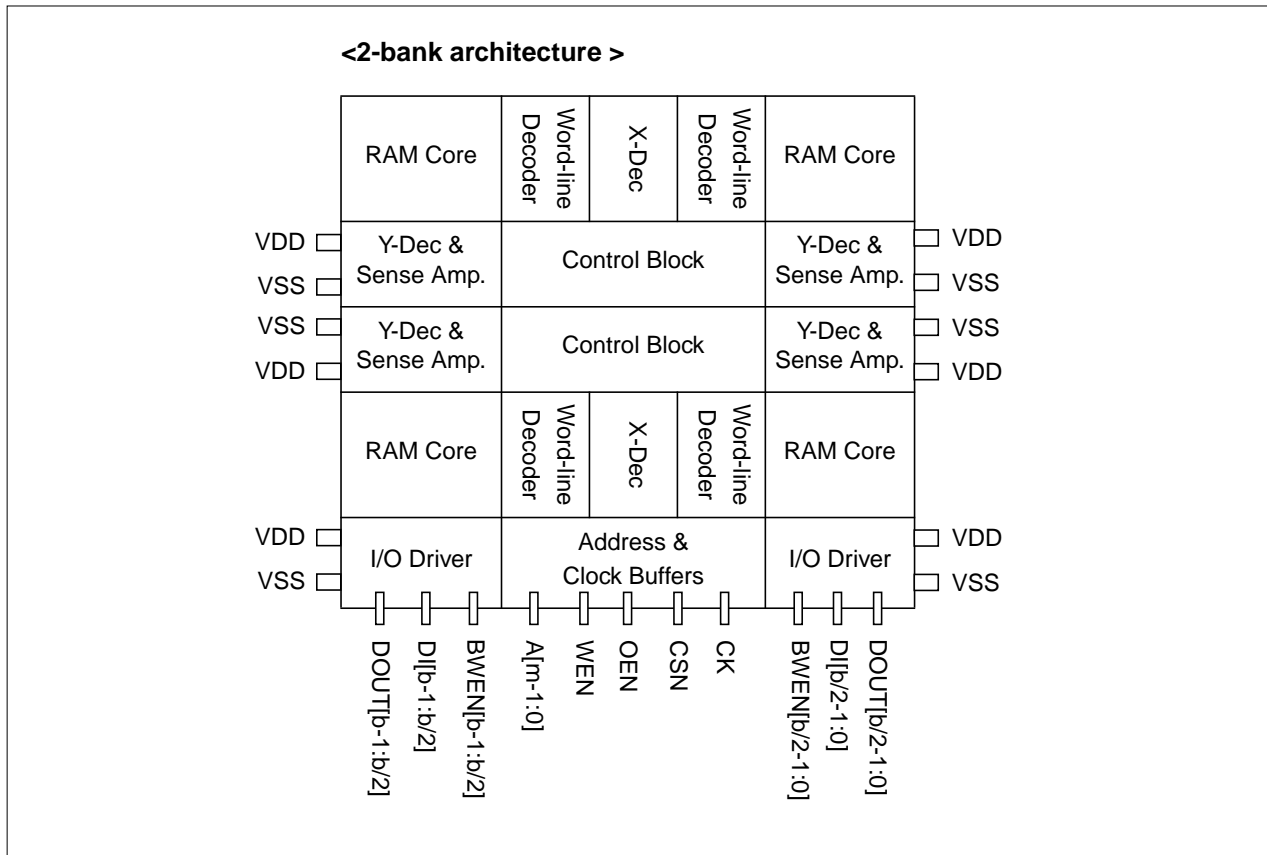 <2-bank architecture >
RAM Core
Word-line
Decoder
X-Dec
Word-line
Decoder
RAM Core
VDD
VSS
Y-Dec &
Sense Amp.
Control Block
Y-Dec &
Sense Amp.
VDD
VSS
VSS
VDD
Y-Dec &
Sense Amp.
Control Block
Y-Dec &
Sense Amp.
VSS
VDD
RAM Core
Word-line
Decoder
X-Dec
Word-line
Decoder
RAM Core
VDD
VSS
I/O Driver
Address &
Clock Buffers
I/O Driver
VDD
VSS
DOUT[b-1:b/2]
DI[b-1:b/2]
BWEN[b-1:b/2]
A[m-1:0]
WEN
OEN
CSN
CK
BWEN[b/2-1:0]
DI[b/2-1:0]
DOUT[b/2-1:0]